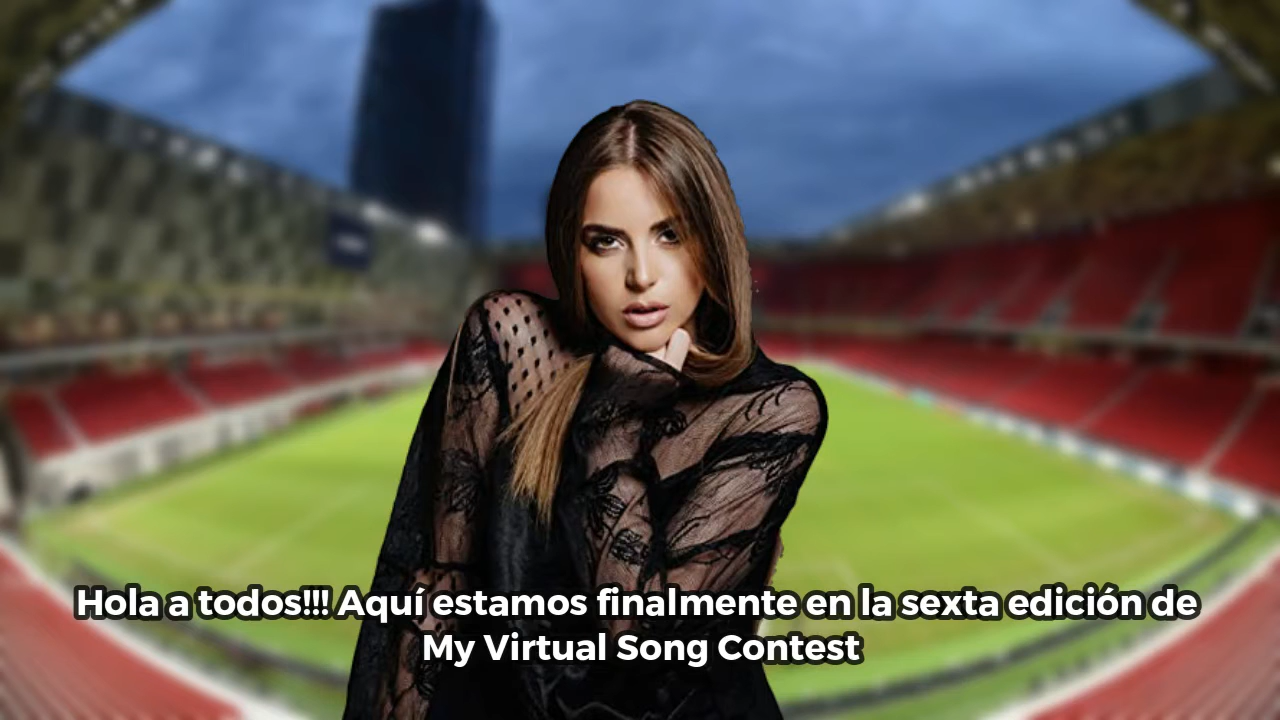 Hola a todos!!! Aquí estamos finalmente en la sexta edición de
My Virtual Song Contest